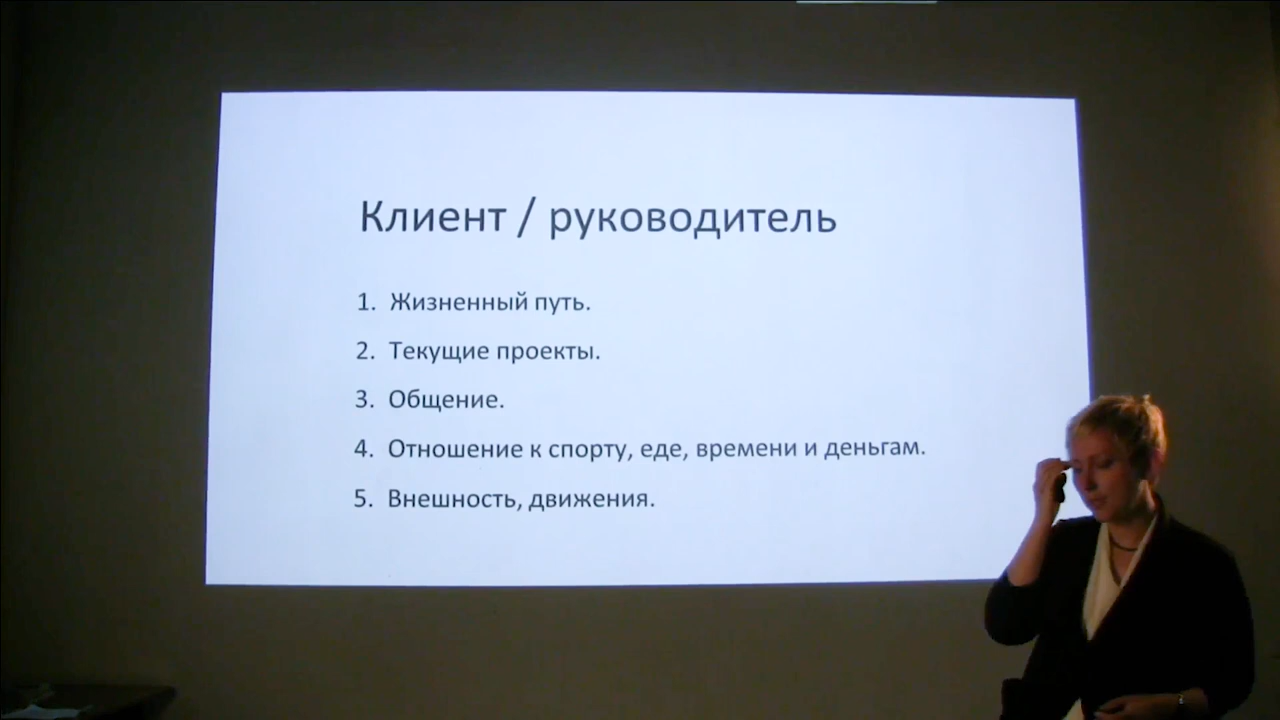 Клиент / руководитель
1. Жизненный путь.
2. Текущие проекты.
3. Общение.
4. Отношение к спорту, еде, времени и деньгам.
5. Внешность, движения.